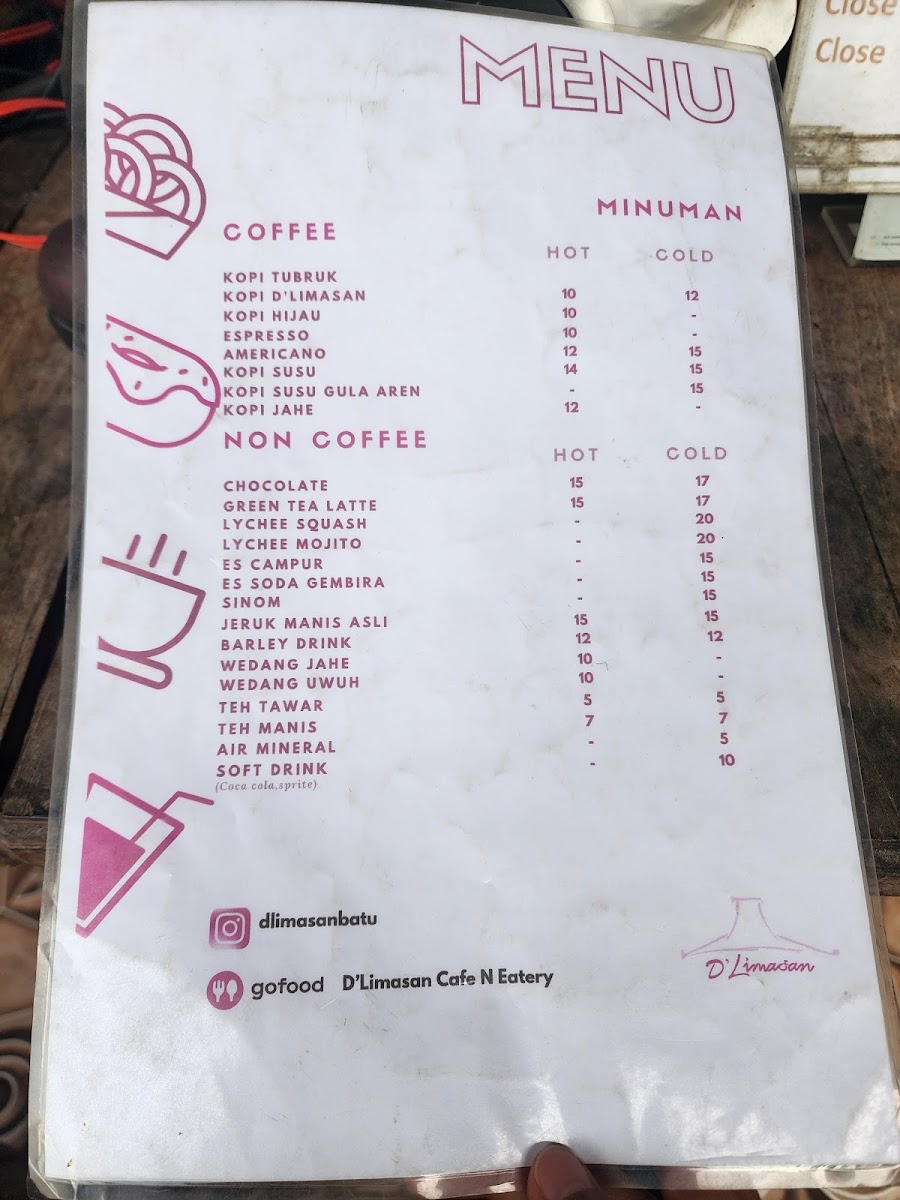 Close
Close
MENU
MINUMAN
COFFEE HOT COLD
KOPI TUBRUK
KOPI D'LIMASAN 10 12
KOPI HIJAU 10 -
ESPRESSO 10 -
AMERICANO 12 15
KOPI SUSU 14 15
KOPI SUSU GULA AREN - 15
KOPI JAHE 12 -
NON COFFEE HOT COLD
CHOCOLATE 15 17
GREEN TEA LATTE 15 17
LYCHEE SQUASH - 20
LYCHEE MOJITO - 20
ES CAMPUR - 15
ES SODA GEMBIRA - 15
SINOM - 15
JERUK MANIS ASLI 15 15
BARLEY DRINK 12 12
WEDANG JAHE 10 -
WEDANG UWUH 10 -
TEH TAWAR 5 5
TEH MANIS 7 7
AIR MINERAL - 5
SOFT DRINK - 10
(Coca cola,sprite)
dlimasanbatu
gofood D'Limasan Cafe N Eatery
D'Limasan